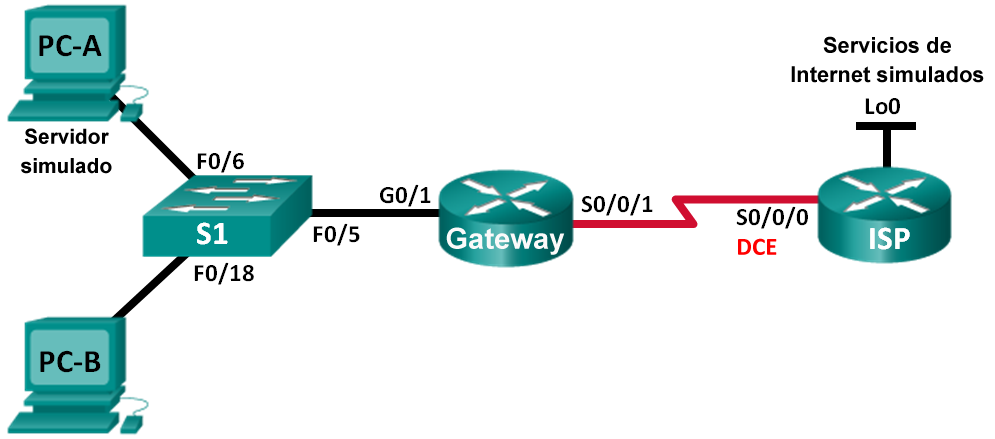 PC-A
Servidor
simulado
F0/6
S1
F0/5
F0/18
PC-B
G0/1
Gateway
S0/0/1
S0/0/0
DCE
ISP
Servicios de
Internet simulados
Lo0